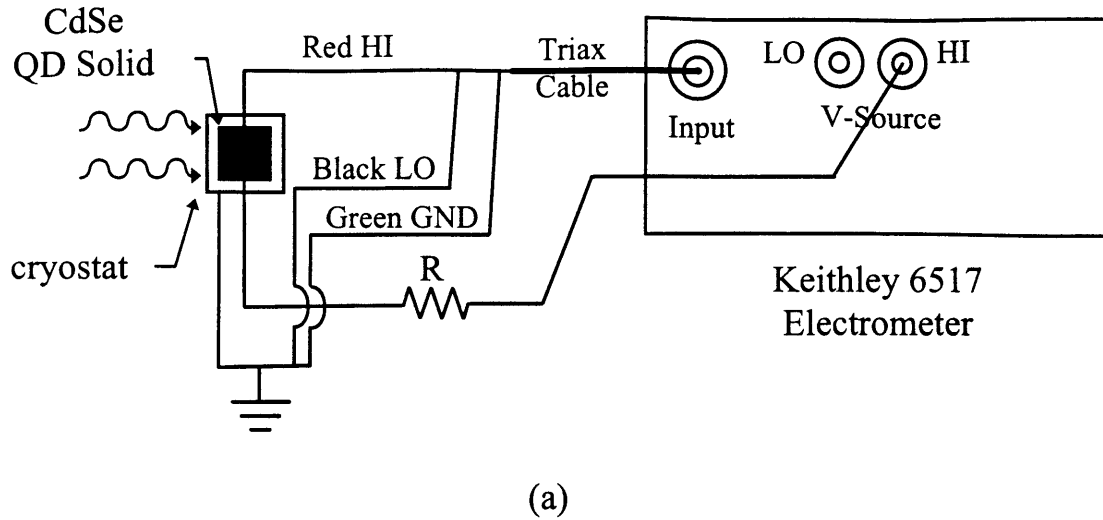 CdSe
QD Solid
Red HI
Triax
Cable
Input
LO
HI
V-Source
Black LO
Green GND
cryostat
R
Keithley 6517
Electrometer
(a)